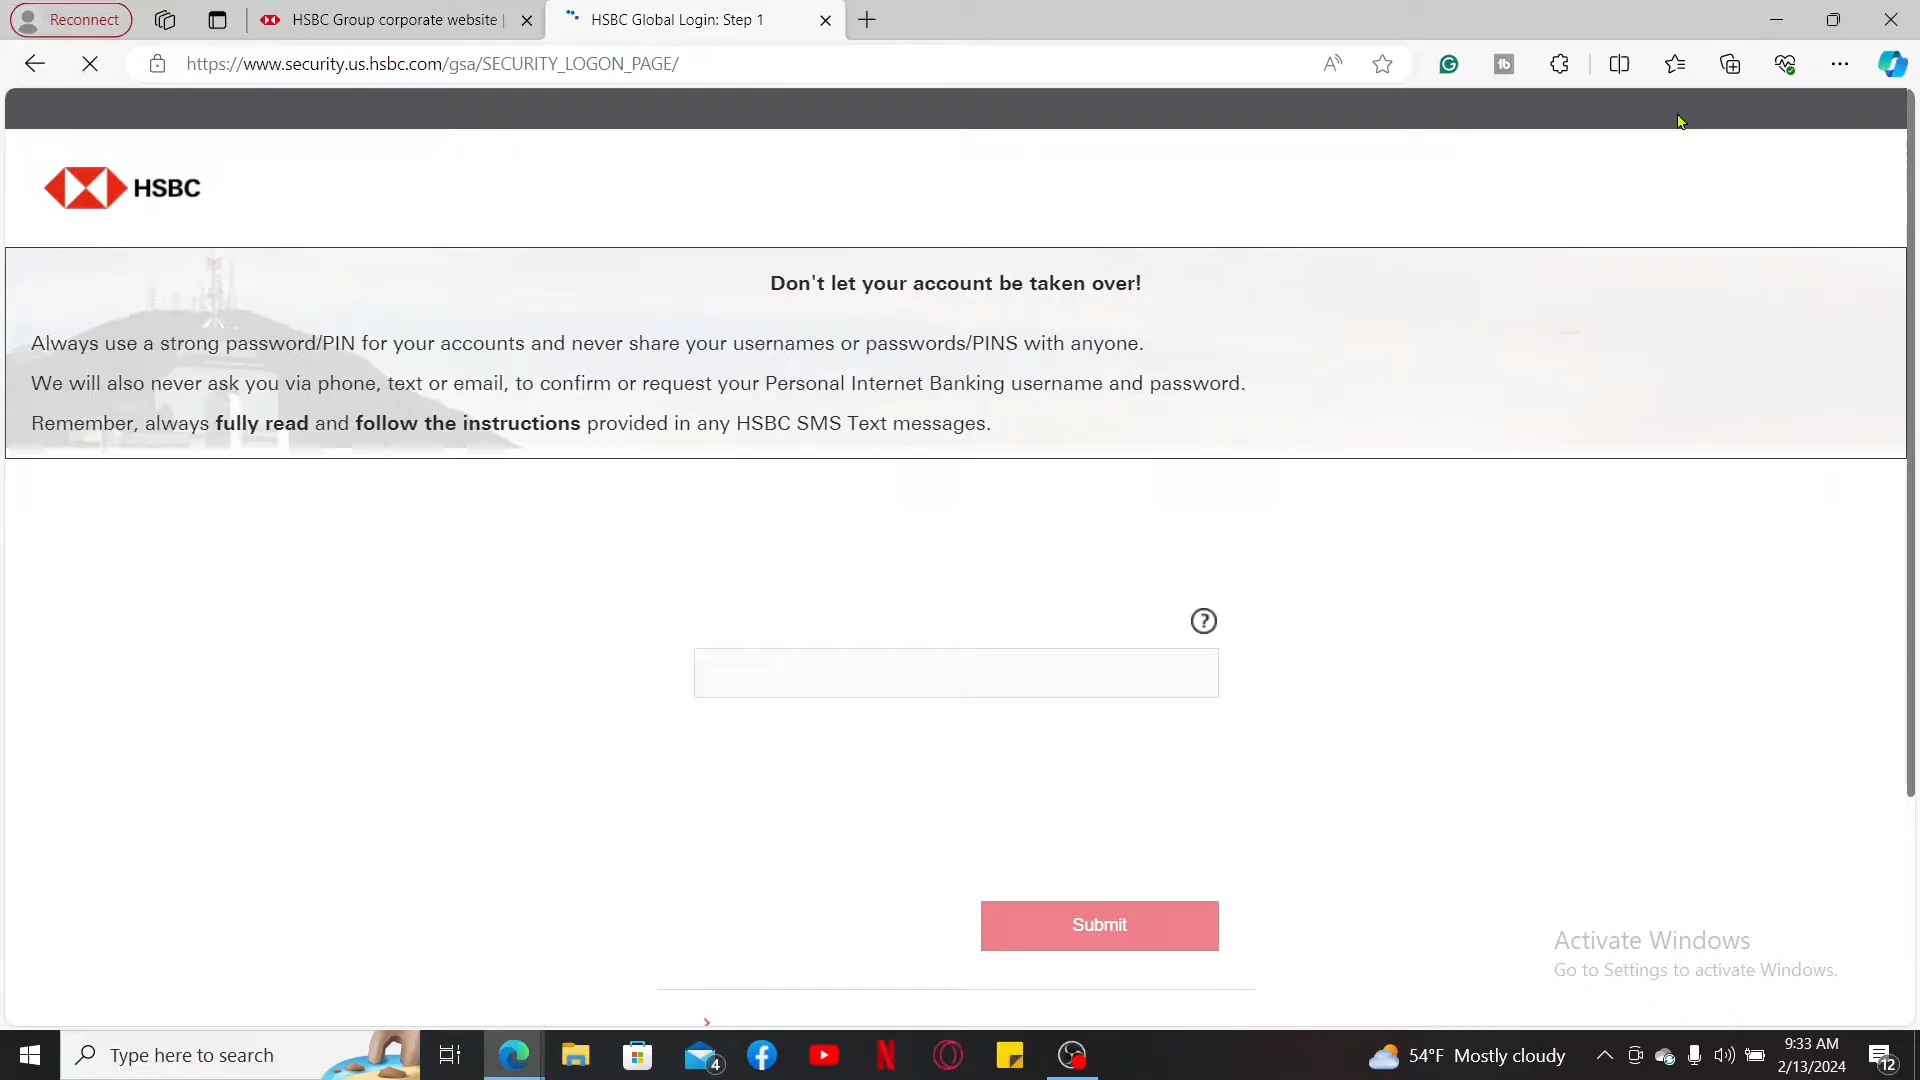 Reconnect
HSBC Group corporate website |
HSBC Global Login: Step 1
https://www.security.us.hsbc.com/gsa/SECURITY_LOGON_PAGE/
HSBC
Don't let your account be taken over!
Always use a strong password/PIN for your accounts and never share your usernames or passwords/PINS with anyone.
We will also never ask you via phone, text or email, to confirm or request your Personal Internet Banking username and password.
Remember, always fully read and follow the instructions provided in any HSBC SMS Text messages.
?
Submit
Activate Windows
Go to Settings to activate Windows.
Type here to search
4
54°F Mostly cloudy
9:33 AM
2/13/2024
12